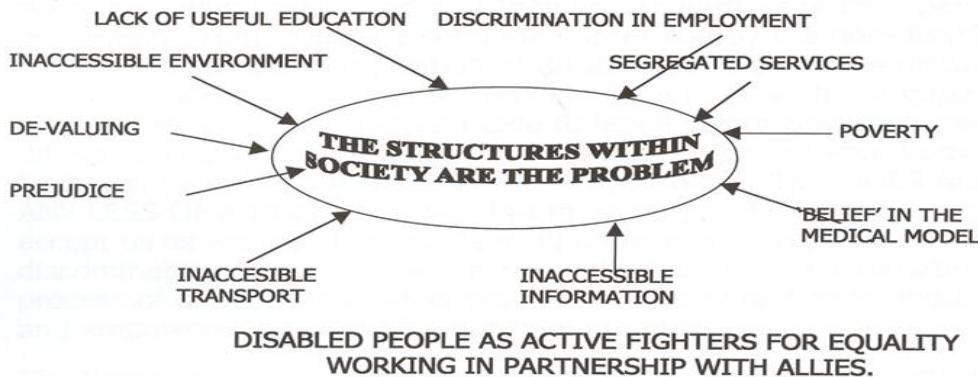 LACK OF USEFUL EDUCATION
DISCRIMINATION IN EMPLOYMENT
INACCESSIBLE ENVIRONMENT
SEGREGATED SERVICES
DE-VALUING
THE STRUCTURES WITHIN
SOCIETY ARE THE PROBLEM
POVERTY
PREJUDICE
'BELIEF' IN THE
MEDICAL MODEL
INACCESIBLE
TRANSPORT
INACCESSIBLE
INFORMATION
DISABLED PEOPLE AS ACTIVE FIGHTERS FOR EQUALITY
WORKING IN PARTNERSHIP WITH ALLIES.